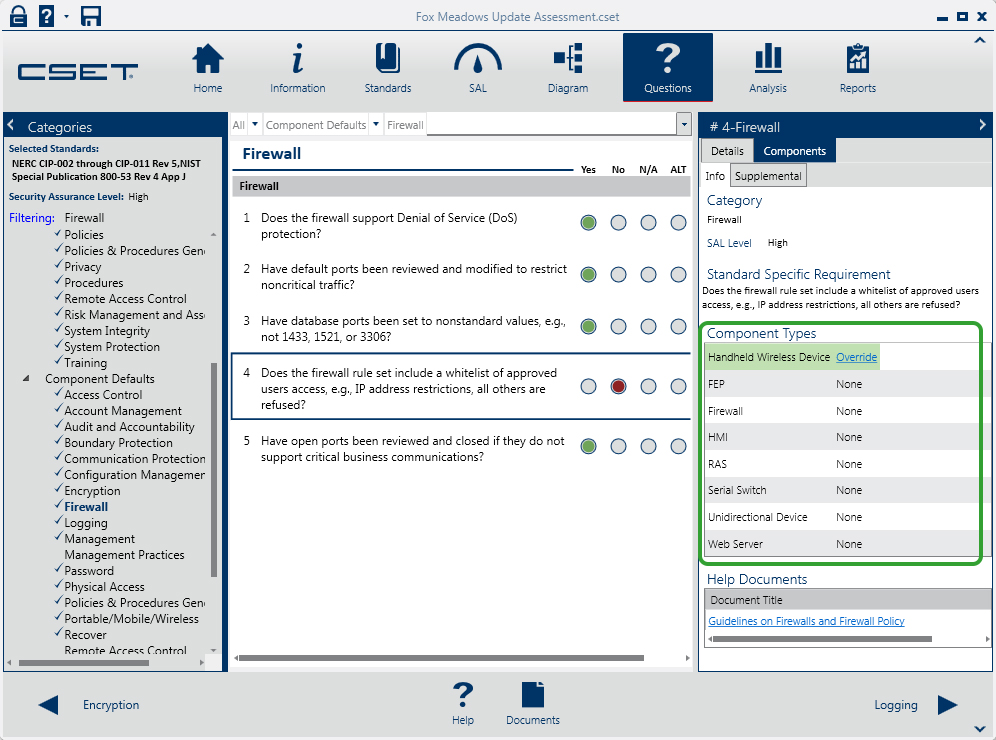 Fox Meadows Update Assessment.cset
CSET
Home
Information
Standards
SAL
Diagram
Questions
Analysis
Reports
Categories
Selected Standards:
NERC CIP-002 through CIP-011 Rev 5,NIST
Special Publication 800-53 Rev 4 App J
Security Assurance Level: High
Filtering: Firewall
Policies
Policies & Procedures Gene
Privacy
Procedures
Remote Access Control
Risk Management and Asse
System Integrity
System Protection
Training
Component Defaults
Access Control
Account Management
Audit and Accountability
Boundary Protection
Communication Protection
Configuration Managemen
Encryption
Firewall
Logging
Management
Management Practices
Password
Physical Access
Policies & Procedures Gene
Portable/Mobile/Wireless
Recover
Remote Access Control
All Component Defaults Firewall
Firewall
Yes No N/A ALT
Firewall
1 Does the firewall support Denial of Service (DoS)
protection?
2 Have default ports been reviewed and modified to restrict
noncritical traffic?
3 Have database ports been set to nonstandard values, e.g.,
not 1433, 1521, or 3306?
4 Does the firewall rule set include a whitelist of approved
users access, e.g., IP address restrictions, all others are
refused?
5 Have open ports been reviewed and closed if they do not
support critical business communications?
# 4-Firewall
Details Components
Info Supplemental
Category
Firewall
SAL Level High
Standard Specific Requirement
Does the firewall rule set include a whitelist of approved users
access, e.g., IP address restrictions, all others are refused?
Component Types
Handheld Wireless Device Override
FEP None
Firewall None
HMI None
RAS None
Serial Switch None
Unidirectional Device None
Web Server None
Help Documents
Document Title
Guidelines on Firewalls and Firewall Policy
Encryption
Help
Documents
Logging